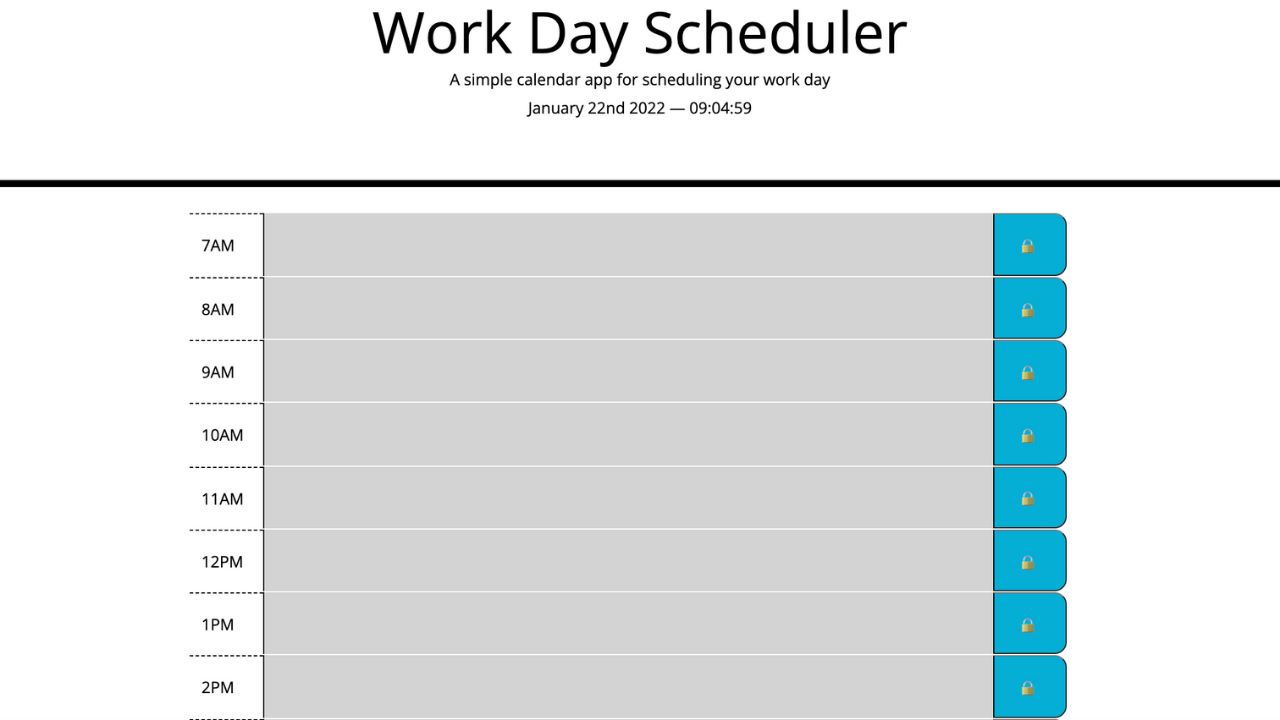 Work Day Scheduler
A simple calendar app for scheduling your work day
January 22nd 2022 — 09:04:59
7AM
8AM
9AM
10AM
11AM
12PM
1PM
2PM